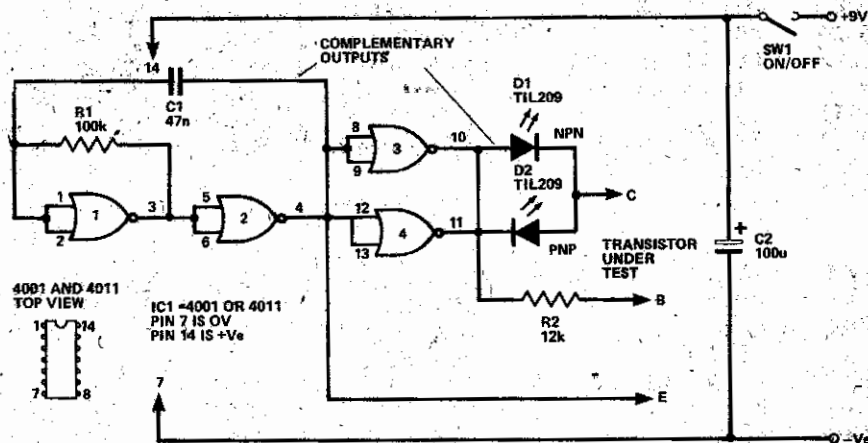 +9V
SW1
ON/OFF
COMPLEMENTARY
OUTPUTS
14
C1
47n
D1
TIL209
R1
100k
NPN
8
9
3
10
D2
TIL209
C
1
2
1
3
5
6
2
4
12
13
4
11
PNP
+
C2
100u
TRANSISTOR
UNDER
TEST
4001 AND 4011
TOP VIEW
IC1 =4001 OR 4011
PIN 7 IS 0V
PIN 14 IS +Ve
B
R2
12k
1
14
7
8
7
E
-V